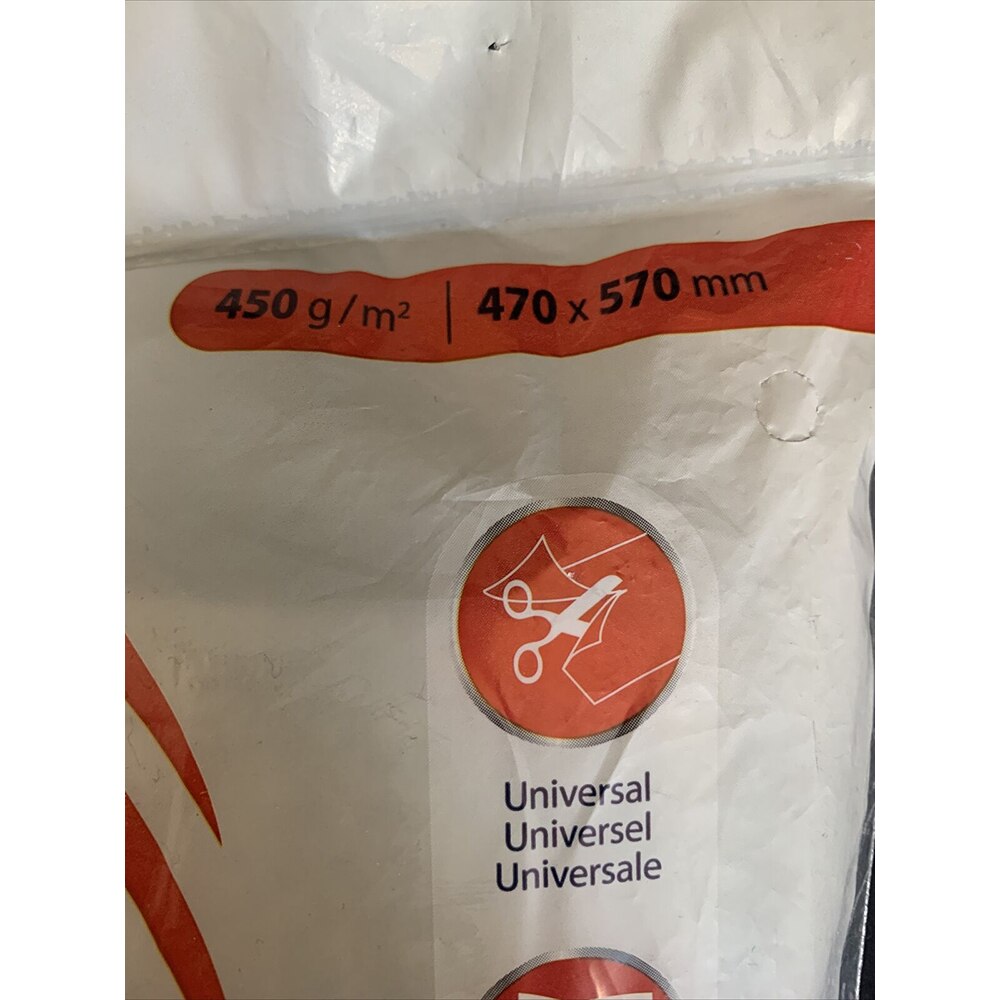 450 g/m² | 470 x 570 mm
Universal
Universel
Universale